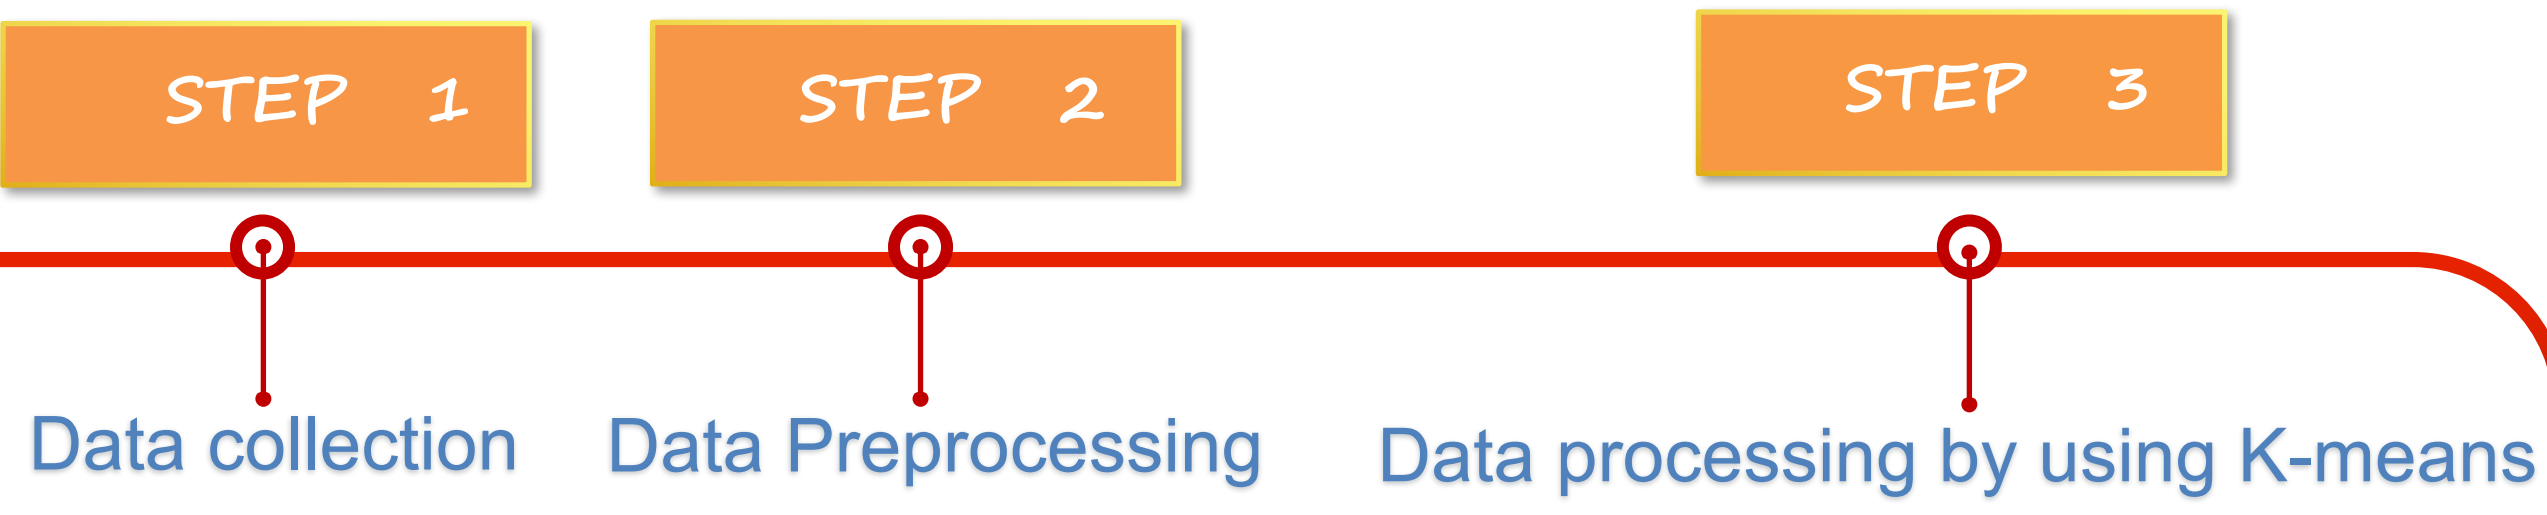 STEP 1
STEP 2
STEP 3
Data collection
Data Preprocessing
Data processing by using K-means